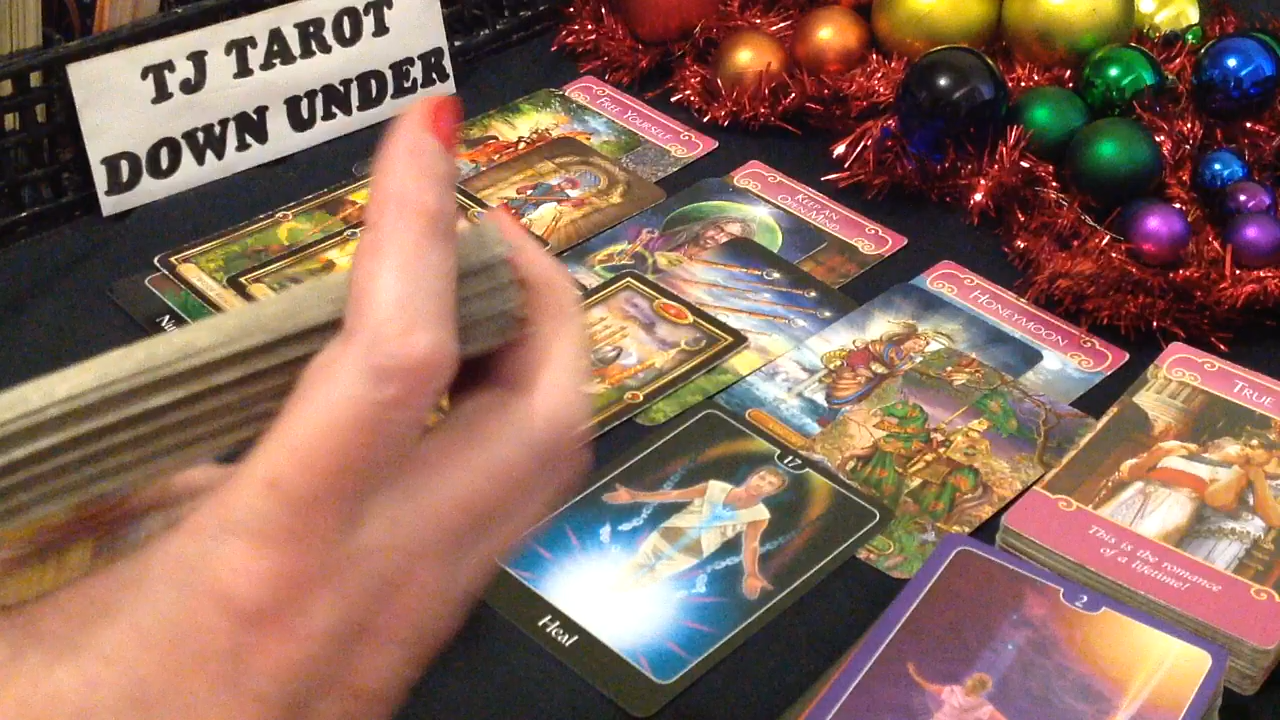 TJ TAROT
DOWN UNDER
FREE YOURSELF
KEEP AN
OPEN MIND
HONEYMOON
TRUE
This is the romance
of a lifetime!
17
Heal
2